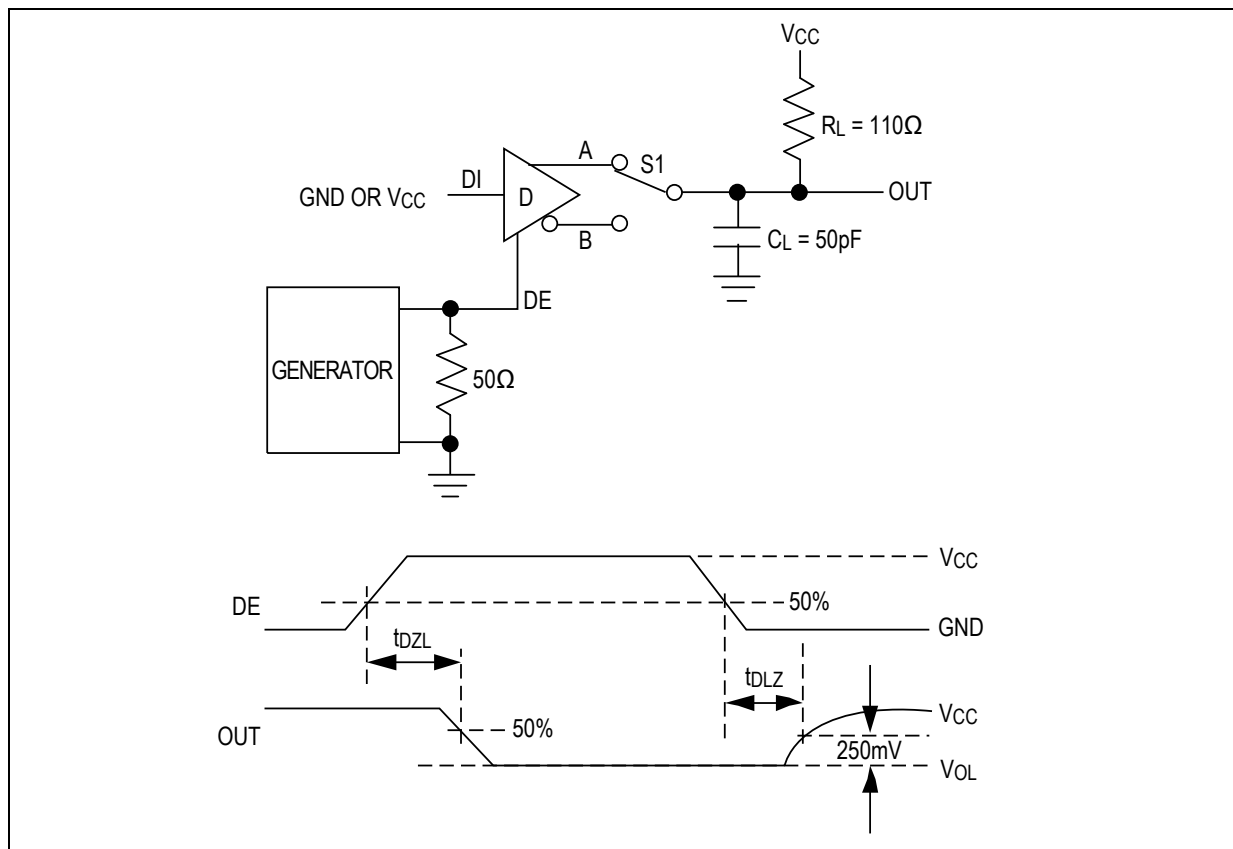 VCC
RL = 110Ω
A
S1
DI
D
GND OR VCC
OUT
B
CL = 50pF
DE
GENERATOR
50Ω
VCC
50%
DE
GND
tDZL
tDLZ
VCC
OUT
50%
250mV
VOL